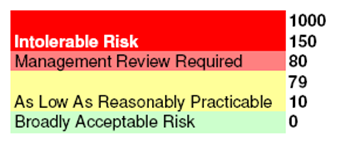 1000
Intolerable Risk 150
Management Review Required 80
79
As Low As Reasonably Practicable 10
Broadly Acceptable Risk 0